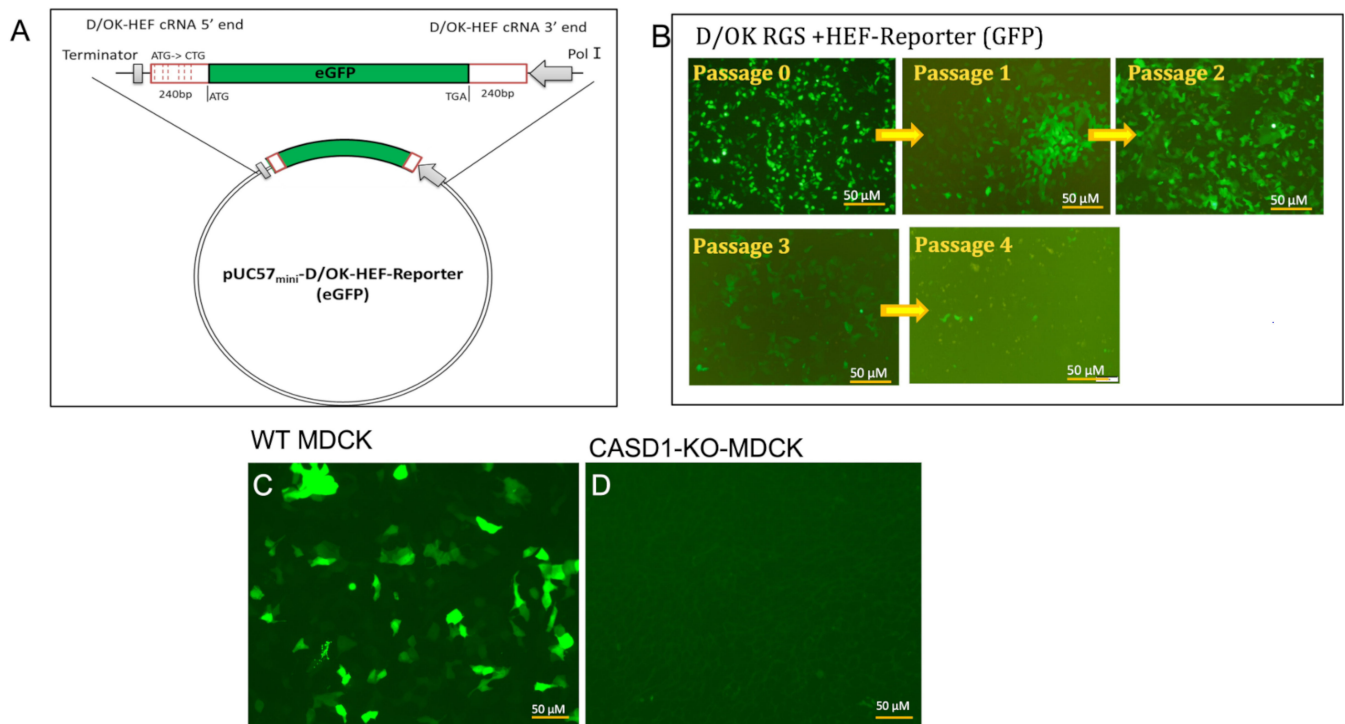 A
D/OK-HEF cRNA 5' end
D/OK-HEF cRNA 3' end
Terminator
ATG-> CTG
Pol I
eGFP
240bp
ATG
TGA
240bp
pUC57mini-D/OK-HEF-Reporter
(eGFP)
B
D/OK RGS +HEF-Reporter (GFP)
Passage 0
Passage 1
Passage 2
50 µM
50 µM
50 µM
Passage 3
Passage 4
50 µM
50 µM
WT MDCK
CASD1-KO-MDCK
C
D
50 µm
50 µm